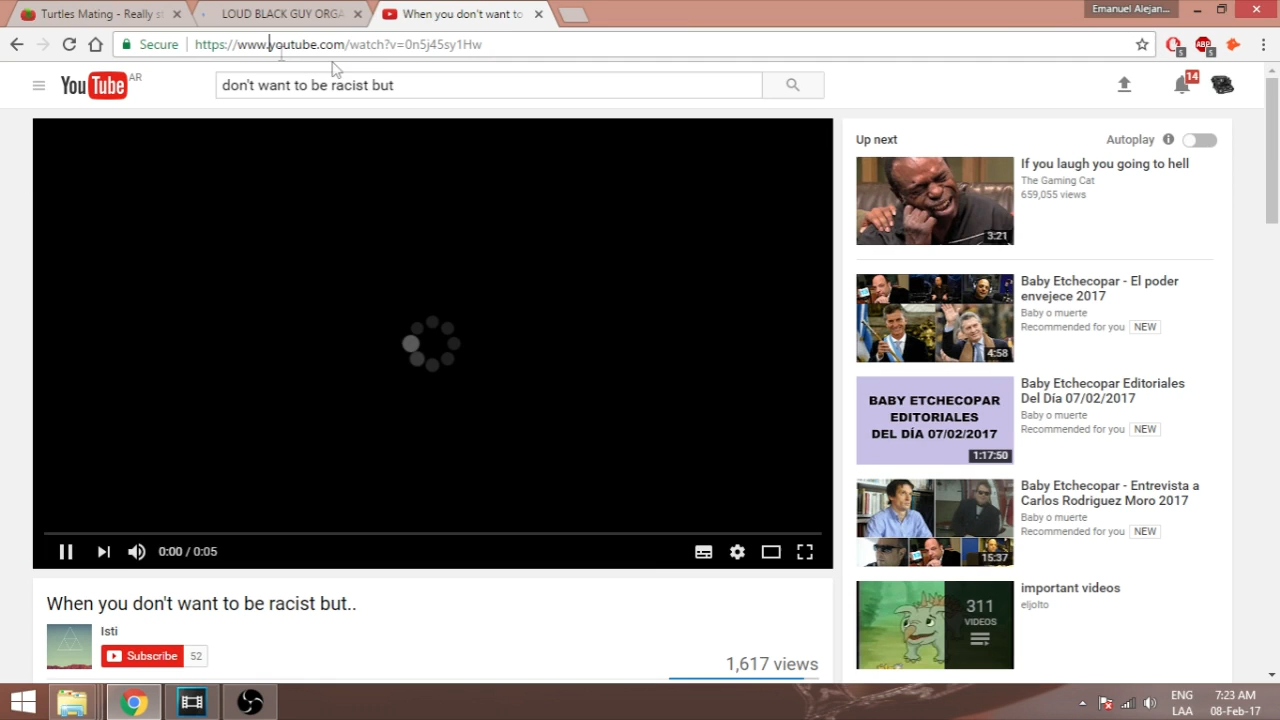 Turtles Mating - Really st
LOUD BLACK GUY ORGA
When you don't want to
Emanuel Alejan...
Secure
https://www.youtube.com/watch?v=0n5j45sy1Hw
5
ABP
5
YouTube AR
don't want to be racist but
14
Up next
Autoplay
If you laugh you going to hell
The Gaming Cat
659,055 views
3:21
Baby Etchecopar - El poder
envejece 2017
Baby o muerte
Recommended for you NEW
4:58
BABY ETCHECOPAR
EDITORIALES
DEL DÍA 07/02/2017
1:17:50
Baby Etchecopar Editoriales
Del Día 07/02/2017
Baby o muerte
Recommended for you NEW
Baby Etchecopar - Entrevista a
Carlos Rodriguez Moro 2017
Baby o muerte
Recommended for you NEW
15:37
311
VIDEOS
important videos
eljolto
0:00 / 0:05
When you don't want to be racist but..
Isti
Subscribe 52
1,617 views
ENG
LAA
7:23 AM
08-Feb-17